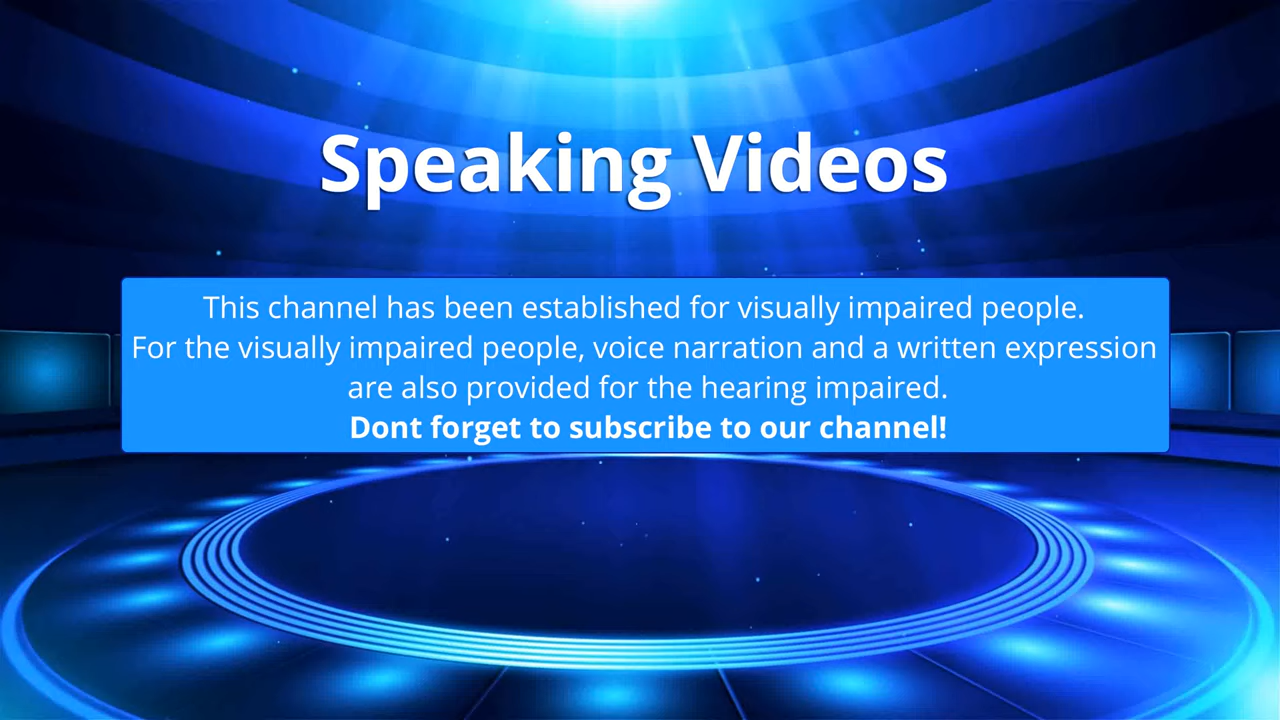 Speaking Videos
This channel has been established for visually impaired people.
For the visually impaired people, voice narration and a written expression
are also provided for the hearing impaired.
Dont forget to subscribe to our channel!